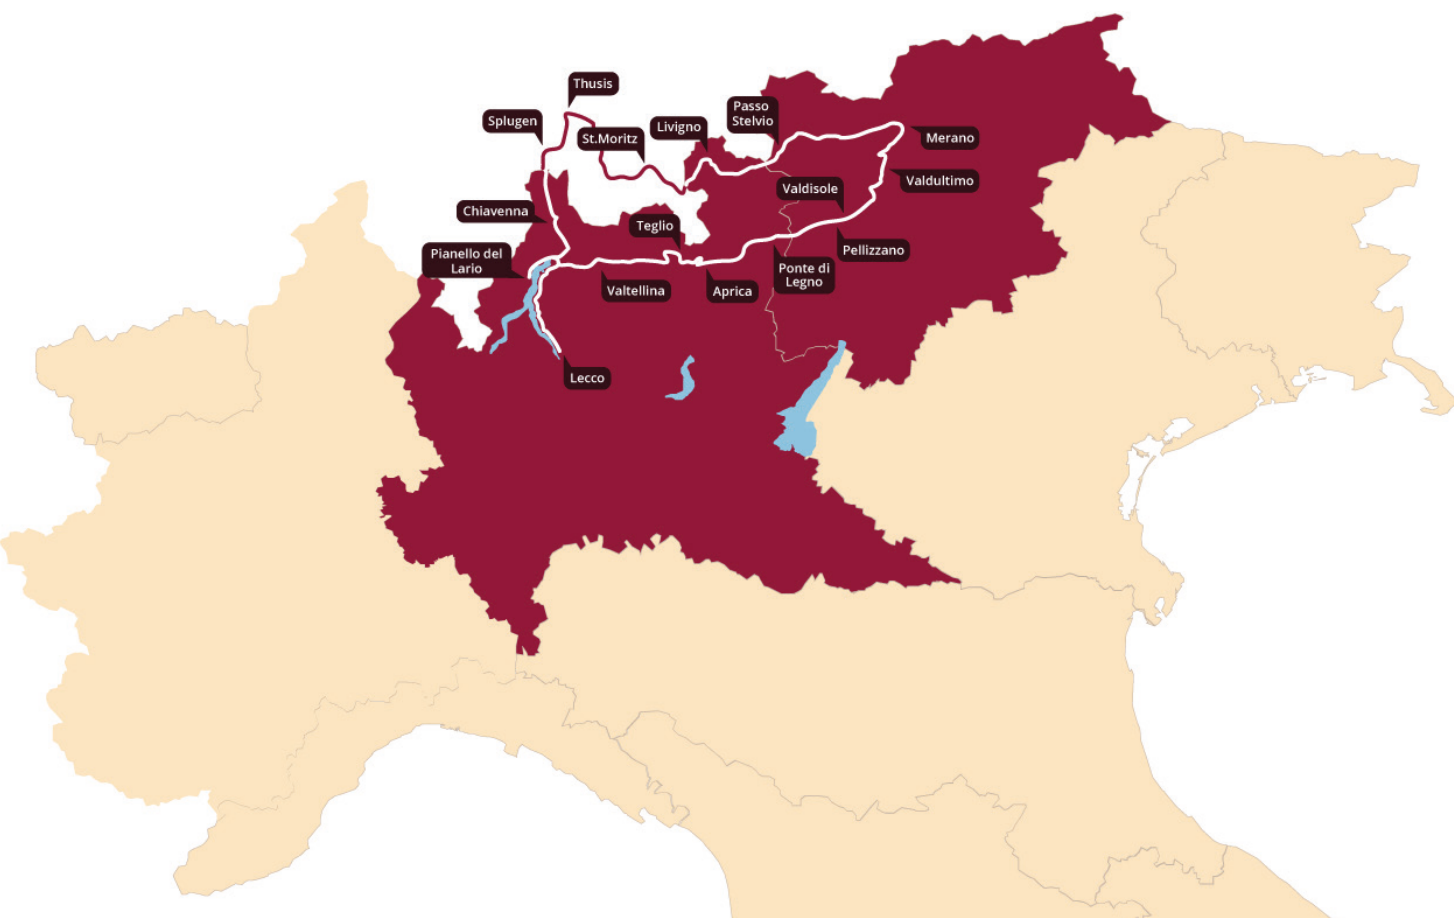 Thusis
Splugen
St.Moritz
Livigno
Passo
Stelvio
Merano
Valdultimo
Valdisole
Chiavenna
Teglio
Pellizzano
Pianello del
Lario
Ponte di
Legno
Valtellina
Aprica
Lecco